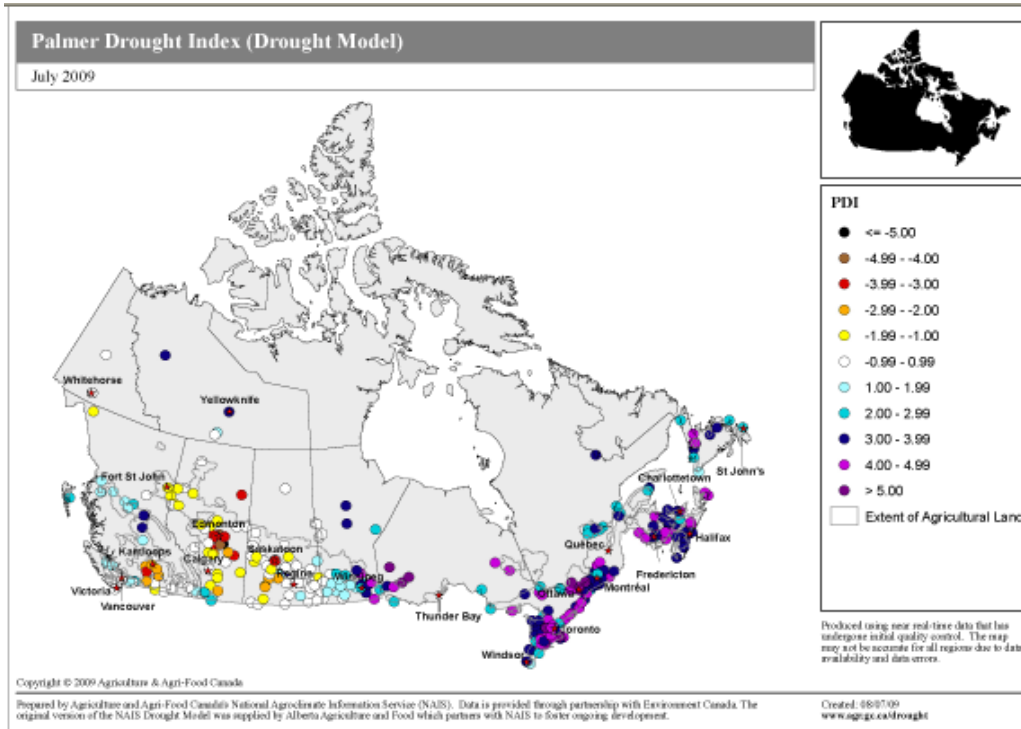 Palmer Drought Index (Drought Model)
July 2009
PDI
<= -5.00
-4.99 - -4.00
-3.99 - -3.00
-2.99 - -2.00
-1.99 - -1.00
-0.99 - 0.99
1.00 - 1.99
2.00 - 2.99
3.00 - 3.99
4.00 - 4.99
> 5.00
Extent of Agricultural Land
Whitehorse
Yellowknife
Fort St John
Edmonton
Kamloops
Calgary
Saskatoon
Regina
Winnipeg
Victoria
Vancouver
Thunder Bay
Windsor
Toronto
Ottawa
Montréal
Québec
Fredericton
Halifax
Charlottetown
St John's
Produced using near real-time data that has
undergone initial quality control. The map
may not be accurate for all regions due to data
availability and data errors.
Copyright © 2009 Agriculture & Agri-Food Canada
Prepared by Agriculture and Agri-Food Canada's National Agroclimate Information Service (NAIS). Data is provided through partnership with Environment Canada. The
original version of the NAIS Drought Model was supplied by Alberta Agriculture and Food which partners with NAIS to foster ongoing development.
Created: 08/07/09
www.agr.gc.ca/drought